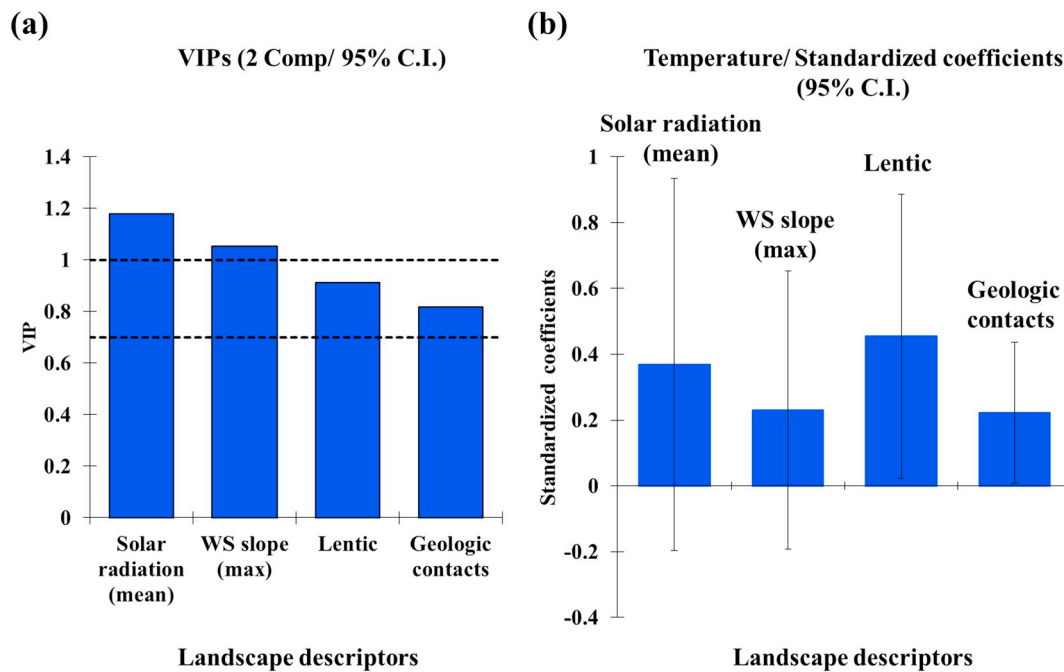 (a)
VIPs (2 Comp/ 95% C.I.)
VIP
1.4
1.2
1
0.8
0.6
0.4
0.2
0
Solar
radiation
(mean)
WS slope
(max)
Lentic
Geologic
contacts
Landscape descriptors
(b)
Temperature/ Standardized coefficients
(95% C.I.)
Standardized coefficients
1
0.8
0.6
0.4
0.2
0
-0.2
-0.4
Solar radiation
(mean)
WS slope
(max)
Lentic
Geologic
contacts
Landscape descriptors